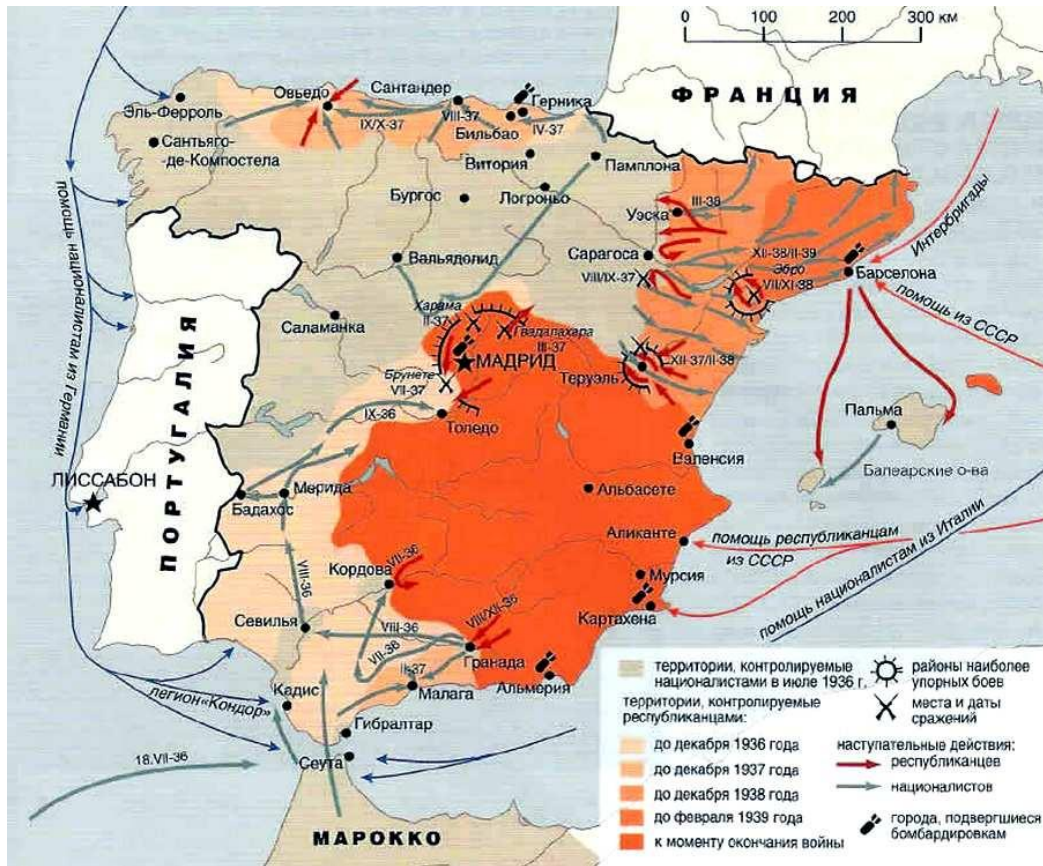 0 100 200 300 км
ФРАНЦИЯ
Овьедо
Сантандер
Герника
Эль-Ферроль
IX/X-37
VIII-37
Бильбао
IV-37
Сантьяго-
де-Компостела
Витория
Памплона
Бургос
Логроньо
III-38
Уэска
Интербригады
помощь националистам из Германии
Вальядолид
Сарагоса
XII-38/II-39
Эбро
VII/XI-38
Барселона
VIII/IX-37
помощь из СССР
Харама
II-37
Саламанка
Гвадалахара
III-37
МАДРИД
XII-37/II-38
Теруэль
Брунете
VII-37
IX-36
Толедо
Пальма
ПОРТУГАЛИЯ
Валенсия
Балеарские о-ва
ЛИССАБОН
Бадахос
Мерида
Альбасете
Аликанте
помощь республиканцам
из СССР
помощь националистам из Италии
VIII-36
Кордова
VII-36
Мурсия
Картахена
Севилья
VIII-36
VIII/XII-36
VII-36
Гранада
II-37
Кадис
Малага
Альмерия
легион«Кондор»
Гибралтар
Сеута
18.VII-36
МАРОККО
территории, контролируемые
националистами в июле 1936 г.
территории, контролируемые
республиканцами:
до декабря 1936 года
до декабря 1937 года
до декабря 1938 года
до февраля 1939 года
к моменту окончания войны
районы наиболее
упорных боев
места и даты
сражений
наступательные действия:
республиканцев
националистов
города, подвергшиеся
бомбардировкам